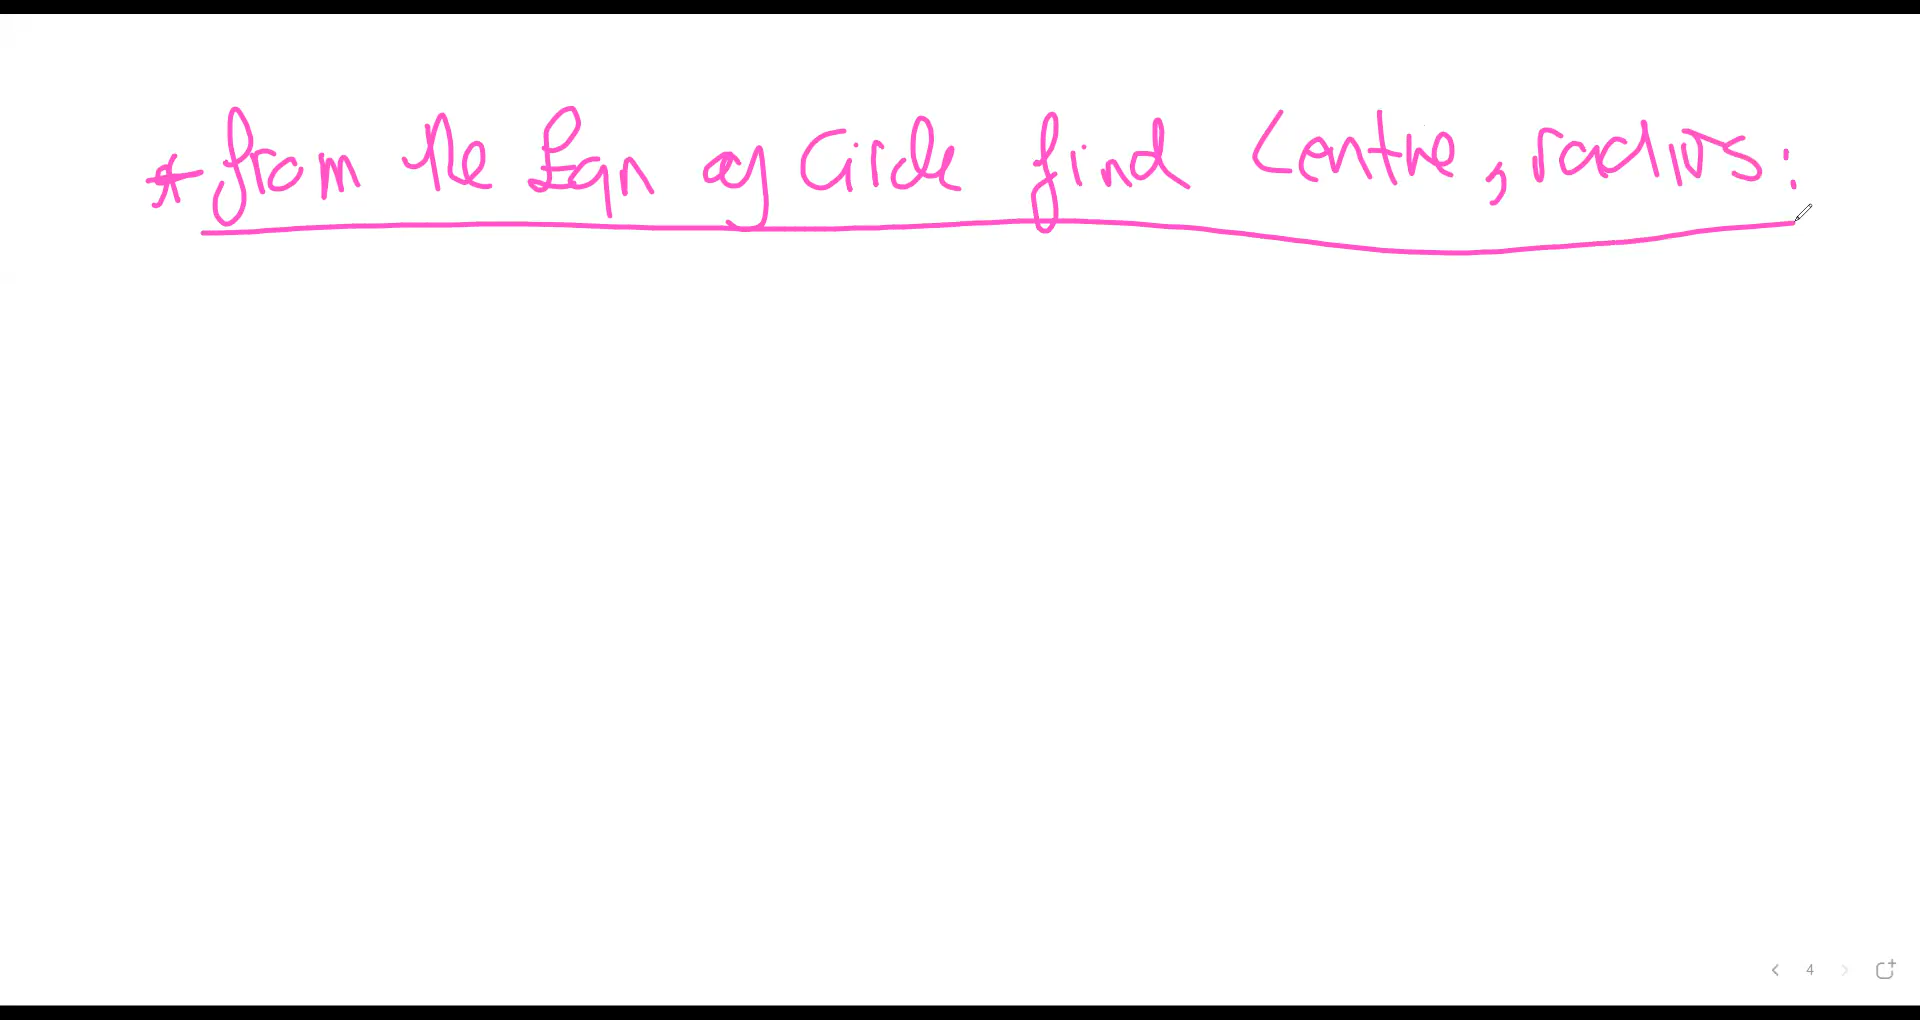 * from the Eqn of Circle find Centre, radius:
4